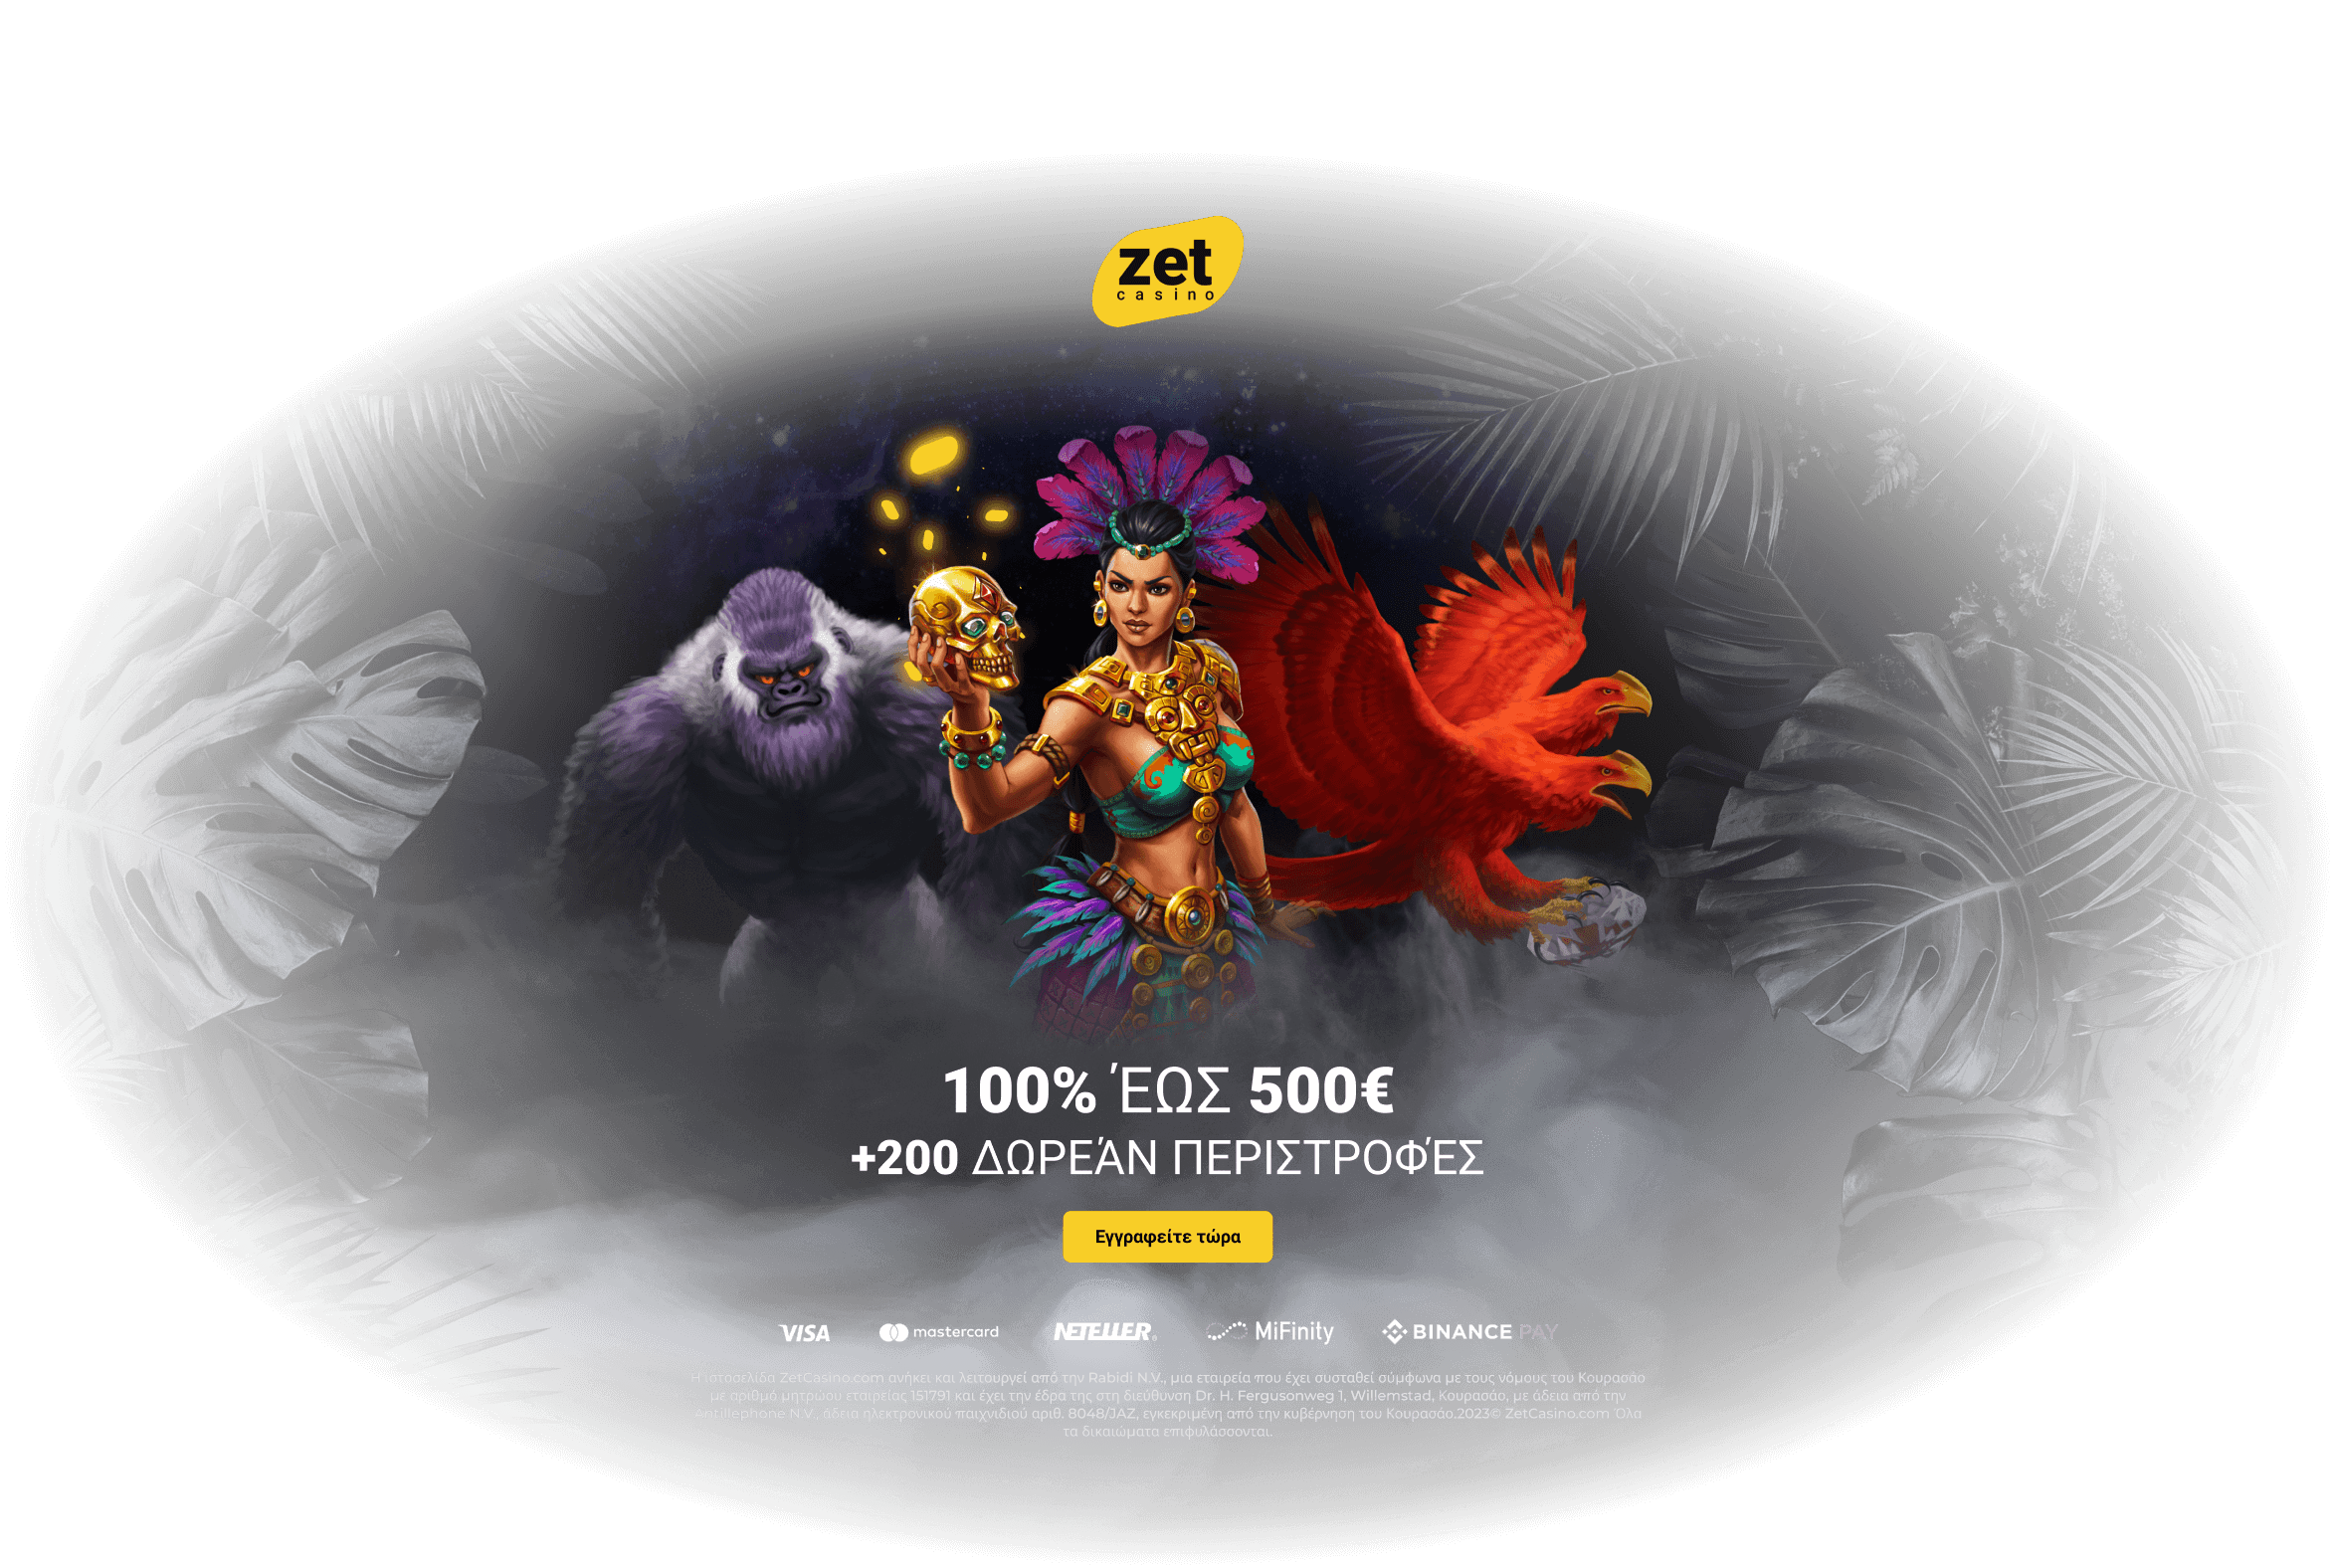 zet
casino
100% ΈΩΣ 500€
+200 ΔΩΡΕΆΝ ΠΕΡΙΣΤΡΟΦΈΣ
Εγγραφείτε τώρα
VISA mastercard NETELLER® MiFinity BINANCE PAY
Η ιστοσελίδα ZetCasino.com ανήκει και λειτουργεί από την Rabidi N.V., μια εταιρεία που έχει συσταθεί σύμφωνα με τους νόμους του Κουρασάο
με αριθμό μητρώου εταιρείας 151791 και έχει την έδρα της στη διεύθυνση Dr. H. Fergusonweg 1, Willemstad, Κουρασάο, με άδεια από την
Antillephone N.V., άδεια ηλεκτρονικού παιχνιδιού αριθ. 8048/JAZ, εγκεκριμένη από την κυβέρνηση του Κουρασάο.2023© ZetCasino.com Όλα
τα δικαιώματα επιφυλάσσονται.